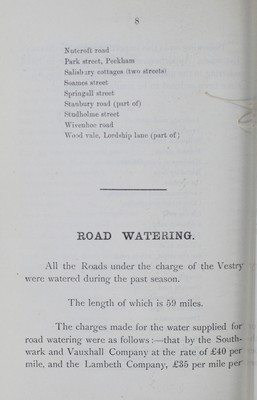 8
Nutcroft road
Park street, Peckham
Salisbury cottages (two streets)
Soames street
Springall street
Stanbury road (part of)
Studholme street
Wivenhoe road
Wood vale, Lordship lane (part of)
ROAD WATERING.
All the Roads under the charge of the Vestry
were watered during the past season.
The length of which is 59 miles.
The charges made for the water supplied for
road watering were as follows :—that by the South-
wark and Vauxhall Company at the rate of £40 per
mile, and the Lambeth Company, £35 per mile per